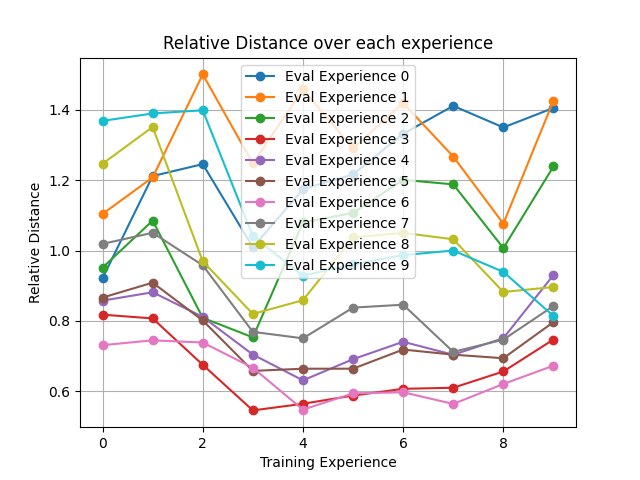 Relative Distance over each experience
Eval Experience 0
Eval Experience 1
Eval Experience 2
Eval Experience 3
Eval Experience 4
Eval Experience 5
Eval Experience 6
Eval Experience 7
Eval Experience 8
Eval Experience 9
Relative Distance
1.4
1.2
1.0
0.8
0.6
0 2 4 6 8
Training Experience